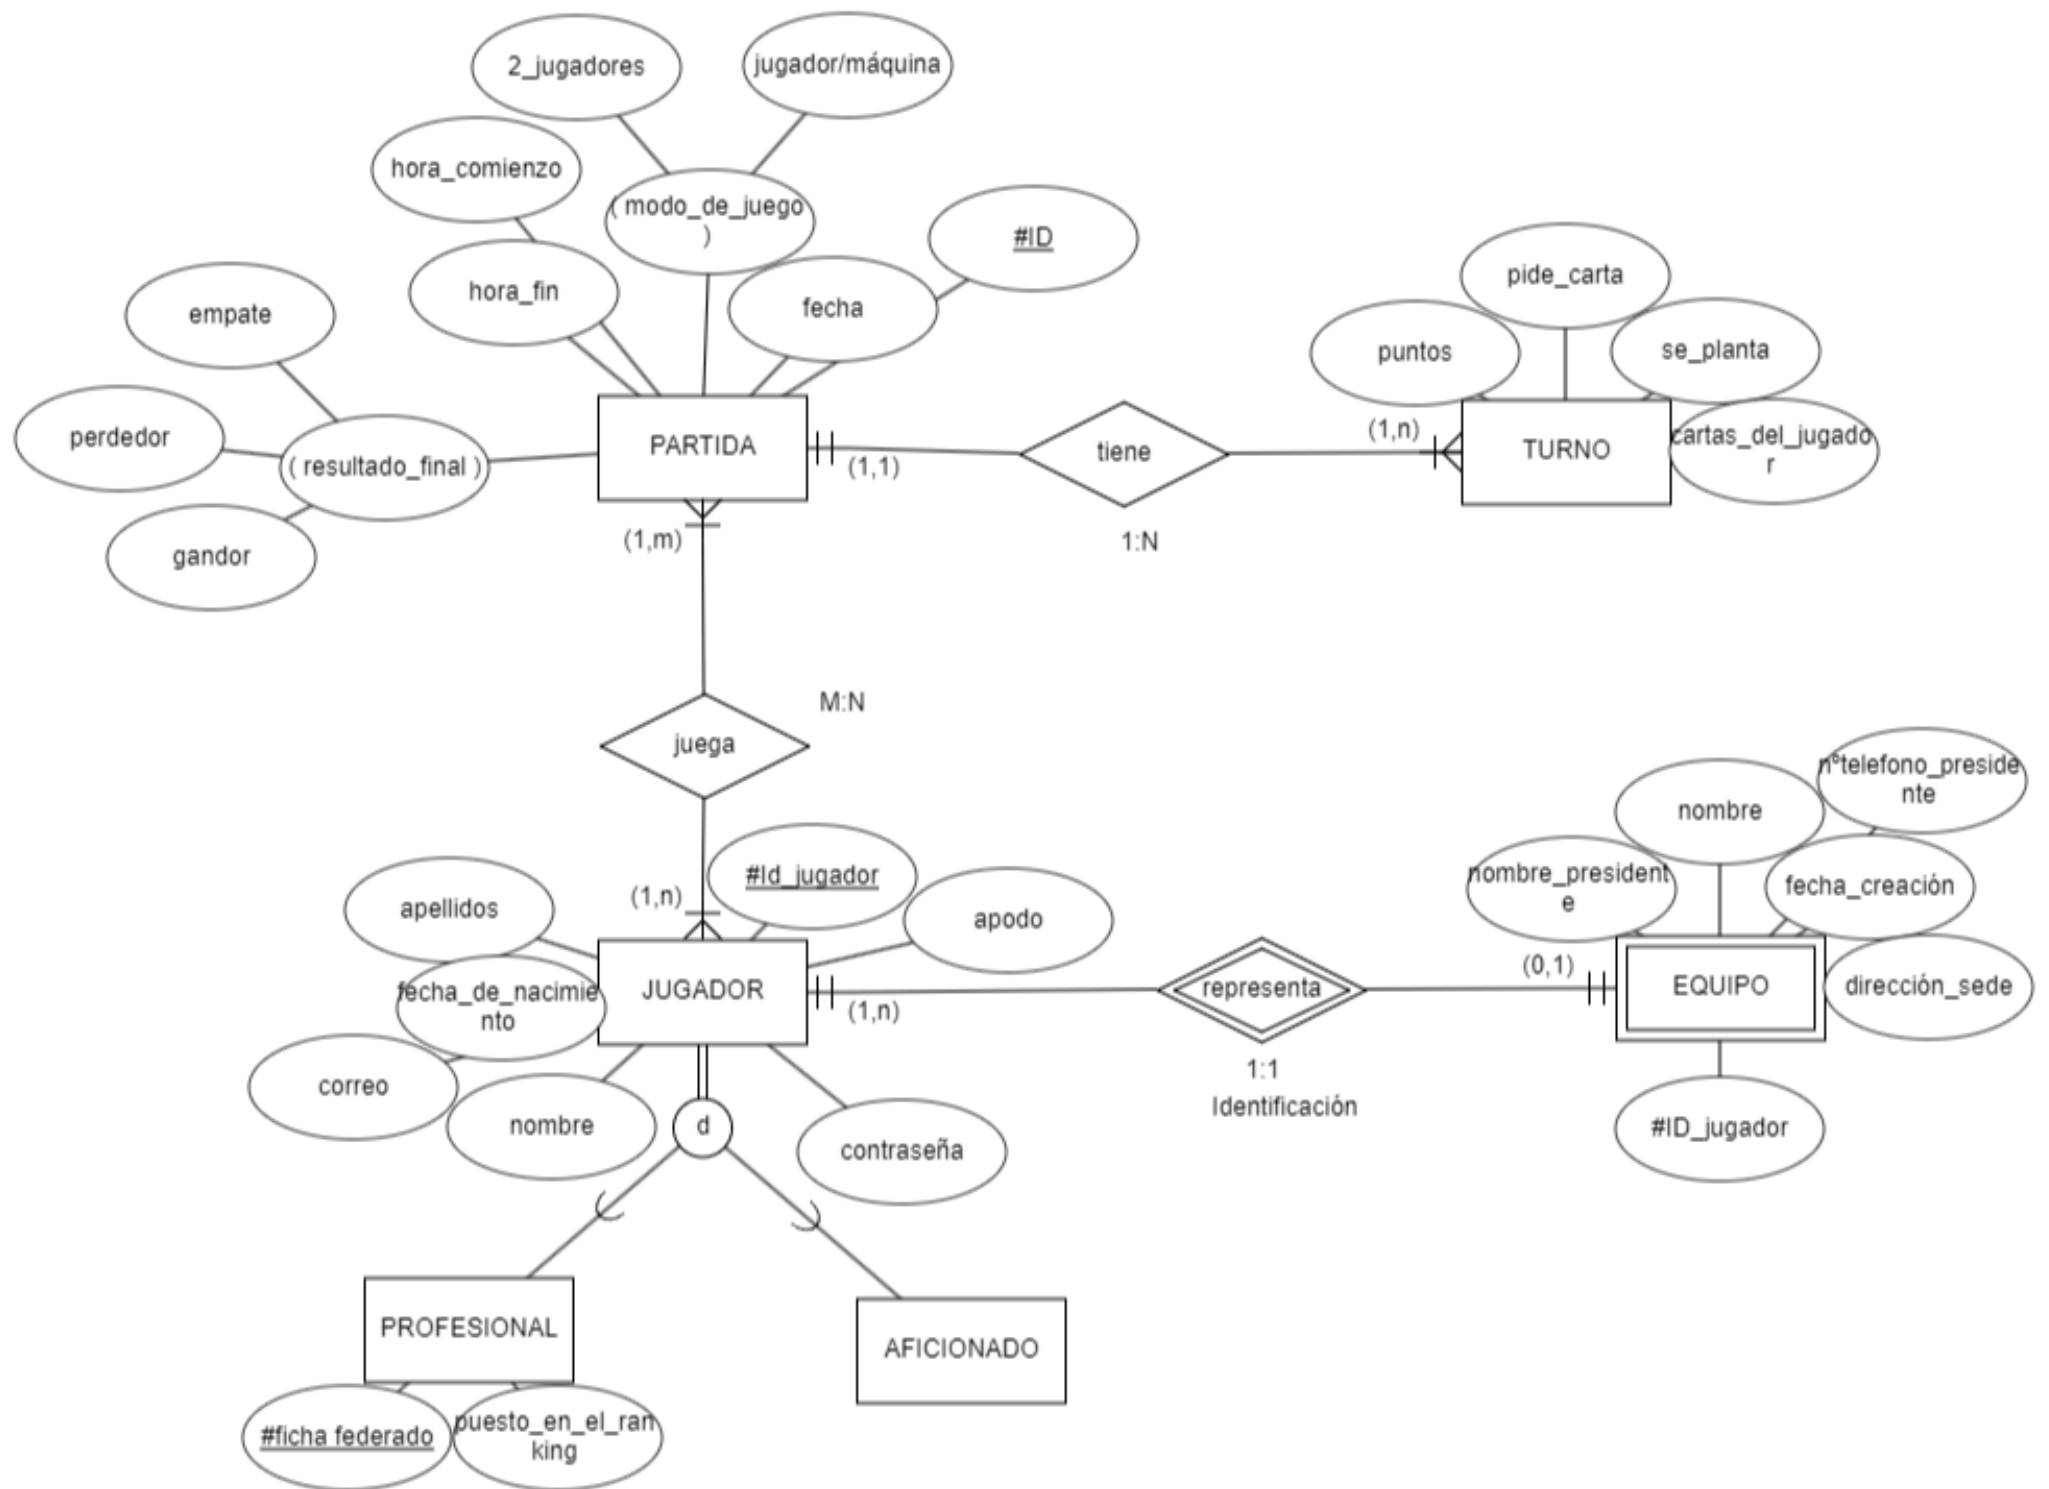 2_jugadores
jugador/máquina
hora_comienzo
( modo_de_juego
)
#ID
hora_fin
fecha
empate
pide_carta
puntos
se_planta
perdedor
( resultado_final )
PARTIDA
(1,1)
tiene
1:N
(1,n)
TURNO
cartas_del_jugado
r
gandor
(1,m)
M:N
juega
nºtelefono_preside
nte
nombre
nombre_president
e
fecha_creación
#Id_jugador
apodo
apellidos
(1,n)
fecha_de_nacimie
nto
JUGADOR
(1,n)
representa
1:1
Identificación
(0,1)
EQUIPO
dirección_sede
correo
nombre
d
contraseña
#ID_jugador
PROFESIONAL
AFICIONADO
#ficha federado
puesto_en_el_ran
king